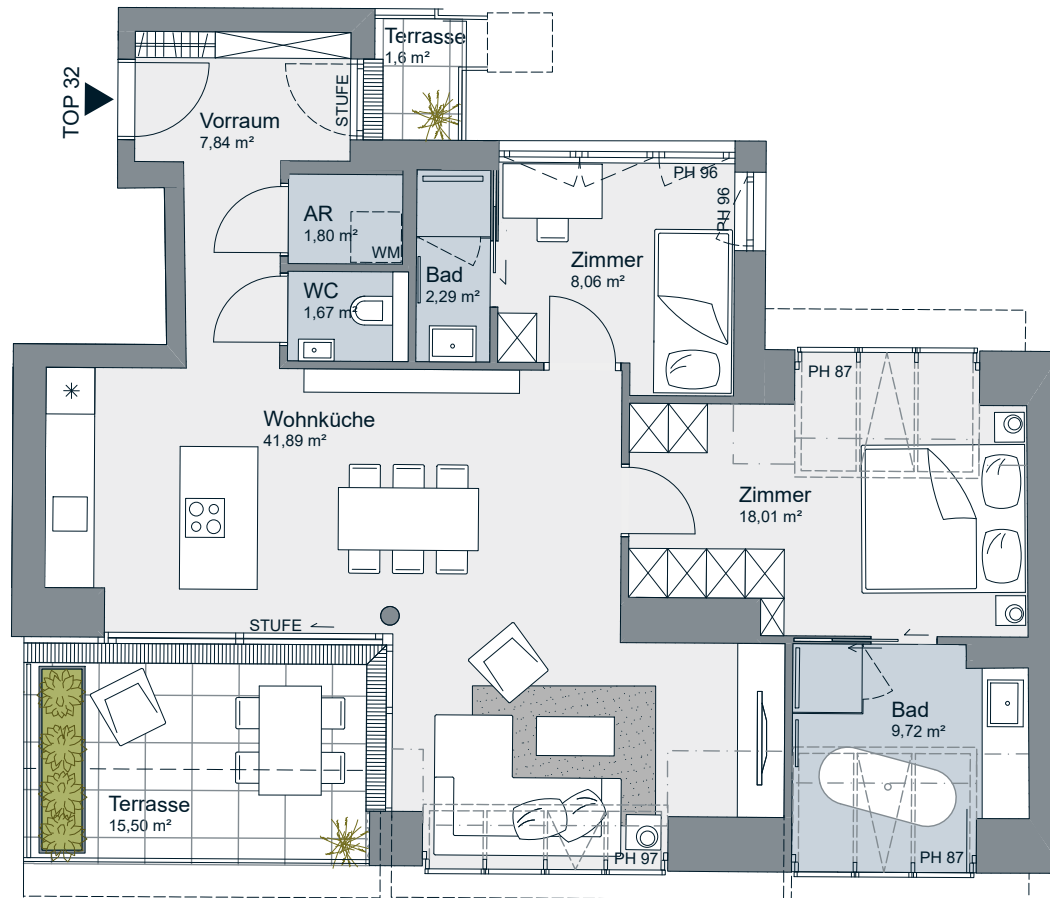 Terrasse
1,6 m²
TOP 32
STUFE
Vorraum
7,84 m²
PH 96
PH 96
AR
1,80 m²
WM
Bad
2,29 m²
Zimmer
8,06 m²
WC
1,67 m²
PH 87
Wohnküche
41,89 m²
Zimmer
18,01 m²
STUFE
Bad
9,72 m²
Terrasse
15,50 m²
PH 97
PH 87